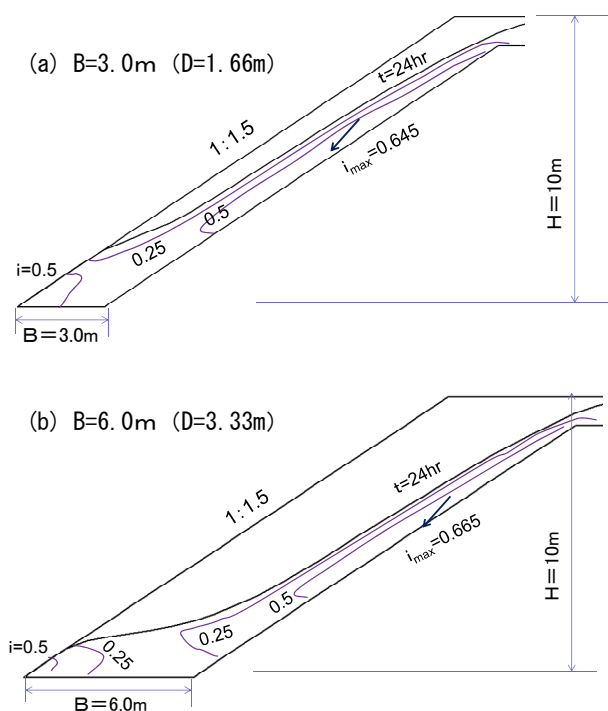 (a) B=3.0m (D=1.66m)
t=24hr
1:1.5
i_max=0.645
H=10m
0.5
0.25
i=0.5
B=3.0m
(b) B=6.0m (D=3.33m)
t=24hr
1:1.5
i_max=0.665
H=10m
0.5
0.25
i=0.5
0.25
B=6.0m